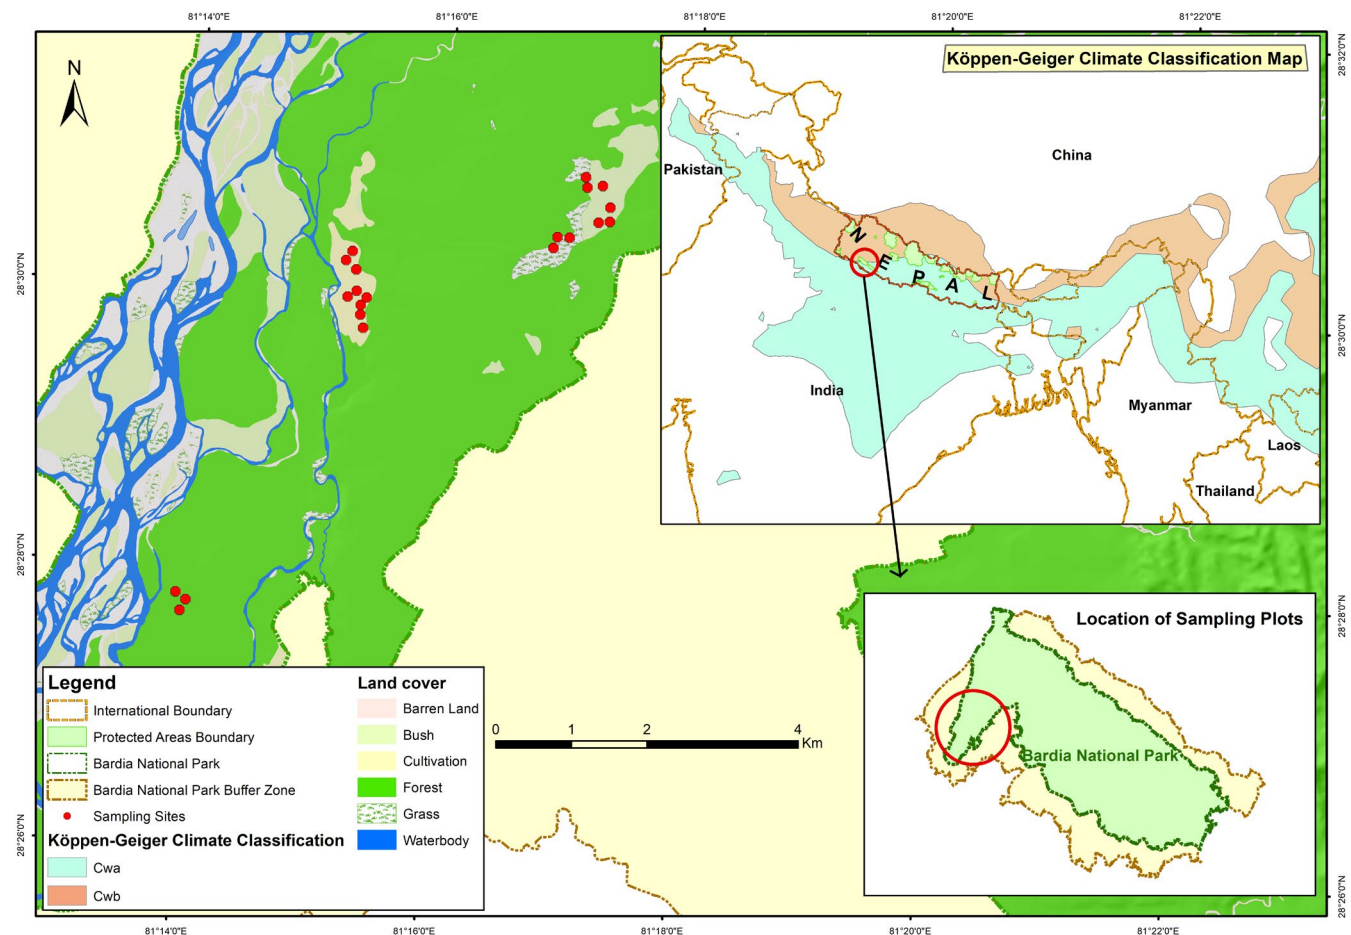 81°14'0"E 81°16'0"E 81°18'0"E 81°20'0"E 81°22'0"E
N
28°32'0"N
28°30'0"N
28°28'0"N
28°26'0"N
28°30'0"N
28°28'0"N
28°26'0"N
Köppen-Geiger Climate Classification Map
China
Pakistan
NEPAL
India
Myanmar
Laos
Thailand
Location of Sampling Plots
Bardia National Park
0 1 2 4
Km
Legend
International Boundary
Protected Areas Boundary
Bardia National Park
Bardia National Park Buffer Zone
Sampling Sites
Köppen-Geiger Climate Classification
Cwa
Cwb
Land cover
Barren Land
Bush
Cultivation
Forest
Grass
Waterbody
81°14'0"E 81°16'0"E 81°18'0"E 81°20'0"E 81°22'0"E